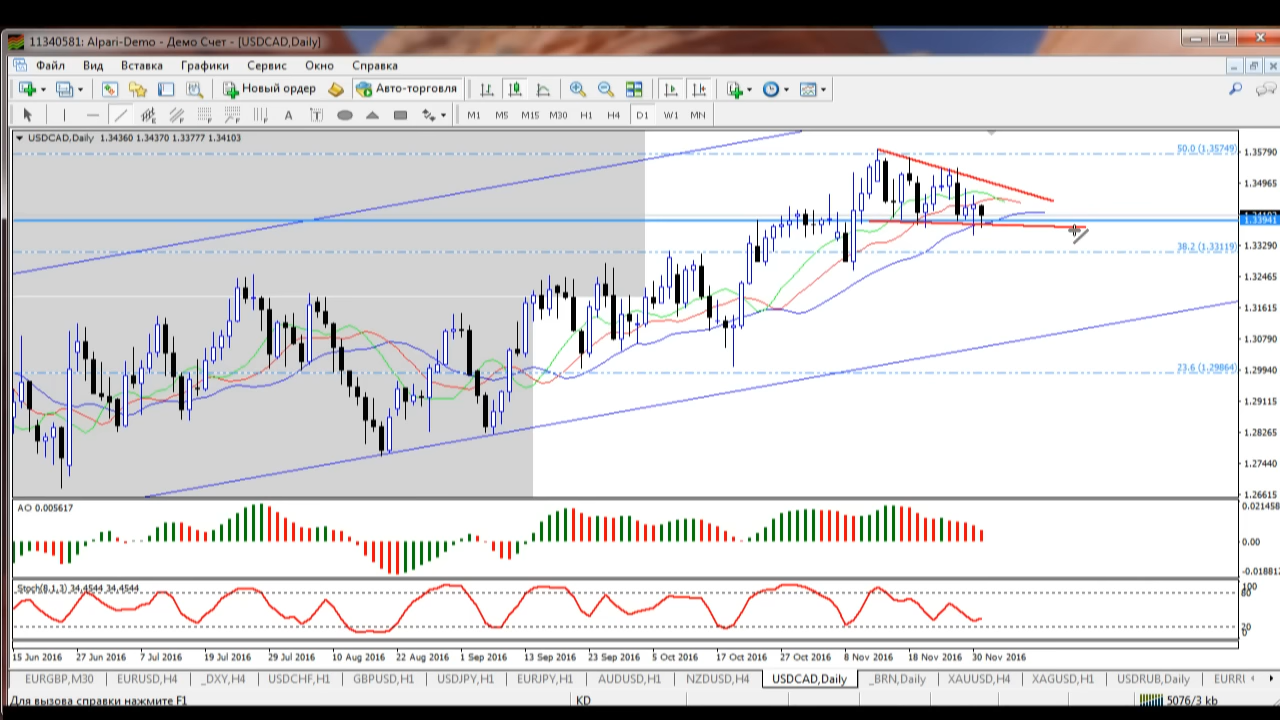 11340581: Alpari-Demo - Демо Счет - [USDCAD,Daily]
Файл Вид Вставка Графики Сервис Окно Справка
Новый ордер Авто-торговля
A T M1 M5 M15 M30 H1 H4 D1 W1 MN
USDCAD,Daily 1.34360 1.34370 1.33777 1.34103
50.0 (1.35749)
1.35790
1.34965
1.33941
38.2 (1.33119)
1.33290
1.32465
1.31615
1.30790
23.6 (1.29864)
1.29940
1.29115
1.28265
1.27440
1.26615
AO 0.005617
0.021458
0.00
Stoch(8,1,3) 34.4544 34.4544
100
80
20
0
15 Jun 2016 27 Jun 2016 7 Jul 2016 19 Jul 2016 29 Jul 2016 10 Aug 2016 22 Aug 2016 1 Sep 2016 13 Sep 2016 23 Sep 2016 5 Oct 2016 17 Oct 2016 27 Oct 2016 8 Nov 2016 18 Nov 2016 30 Nov 2016
EURGBP,M30 EURUSD,H4 _DXY,H4 USDCHF,H1 GBPUSD,H1 USDJPY,H1 EURJPY,H1 AUDUSD,H1 NZDUSD,H4 USDCAD,Daily _BRN,Daily XAUUSD,H4 XAGUSD,H1 USDRUB,Daily EURRI
Для вызова справки нажмите F1 KD 5076/3 kb